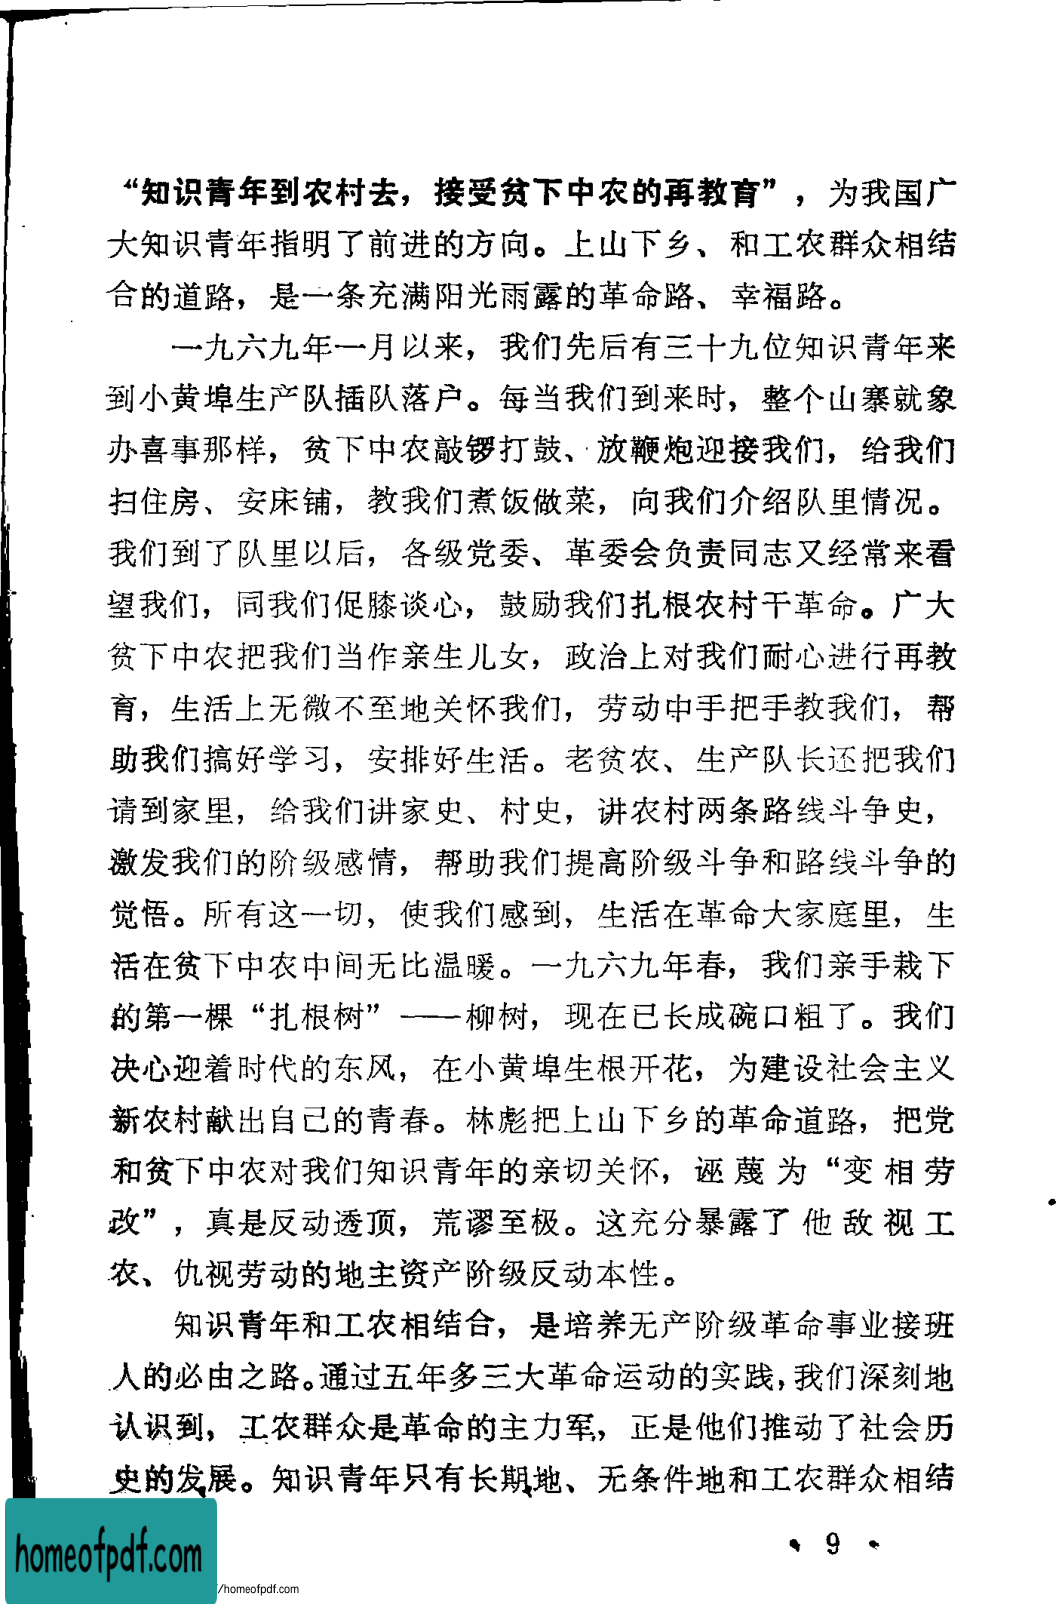 “知识青年到农村去，接受贫下中农的再教育”，为我国广
大知识青年指明了前进的方向。上山下乡、和工农群众相结
合的道路，是一条充满阳光雨露的革命路、幸福路。
一九六九年一月以来，我们先后有三十九位知识青年来
到小黄埠生产队插队落户。每当我们到来时，整个山寨就象
办喜事那样，贫下中农敲锣打鼓、放鞭炮迎接我们，给我们
扫住房、安床铺，教我们煮饭做菜，向我们介绍队里情况。
我们到了队里以后，各级党委、革委会负责同志又经常来看
望我们，同我们促膝谈心，鼓励我们扎根农村干革命。广大
贫下中农把我们当作亲生儿女，政治上对我们耐心进行再教
育，生活上无微不至地关怀我们，劳动中手把手教我们，帮
助我们搞好学习，安排好生活。老贫农、生产队长还把我们
请到家里，给我们讲家史、村史，讲农村两条路线斗争史，
激发我们的阶级感情，帮助我们提高阶级斗争和路线斗争的
觉悟。所有这一切，使我们感到，生活在革命大家庭里，生
活在贫下中农中间无比温暖。一九六九年春，我们亲手栽下
的第一棵“扎根树”——柳树，现在已长成碗口粗了。我们
决心迎着时代的东风，在小黄埠生根开花，为建设社会主义
新农村献出自己的青春。林彪把上山下乡的革命道路，把党
和贫下中农对我们知识青年的亲切关怀，诬蔑为“变相劳
改”，真是反动透顶，荒谬至极。这充分暴露了他敌视工
农、仇视劳动的地主资产阶级反动本性。
知识青年和工农相结合，是培养无产阶级革命事业接班
人的必由之路。通过五年多三大革命运动的实践，我们深刻地
认识到，工农群众是革命的主力军，正是他们推动了社会历
史的发展。知识青年只有长期地、无条件地和工农群众相结
• 9 •
homeofpdf.com
/homeofpdf.com